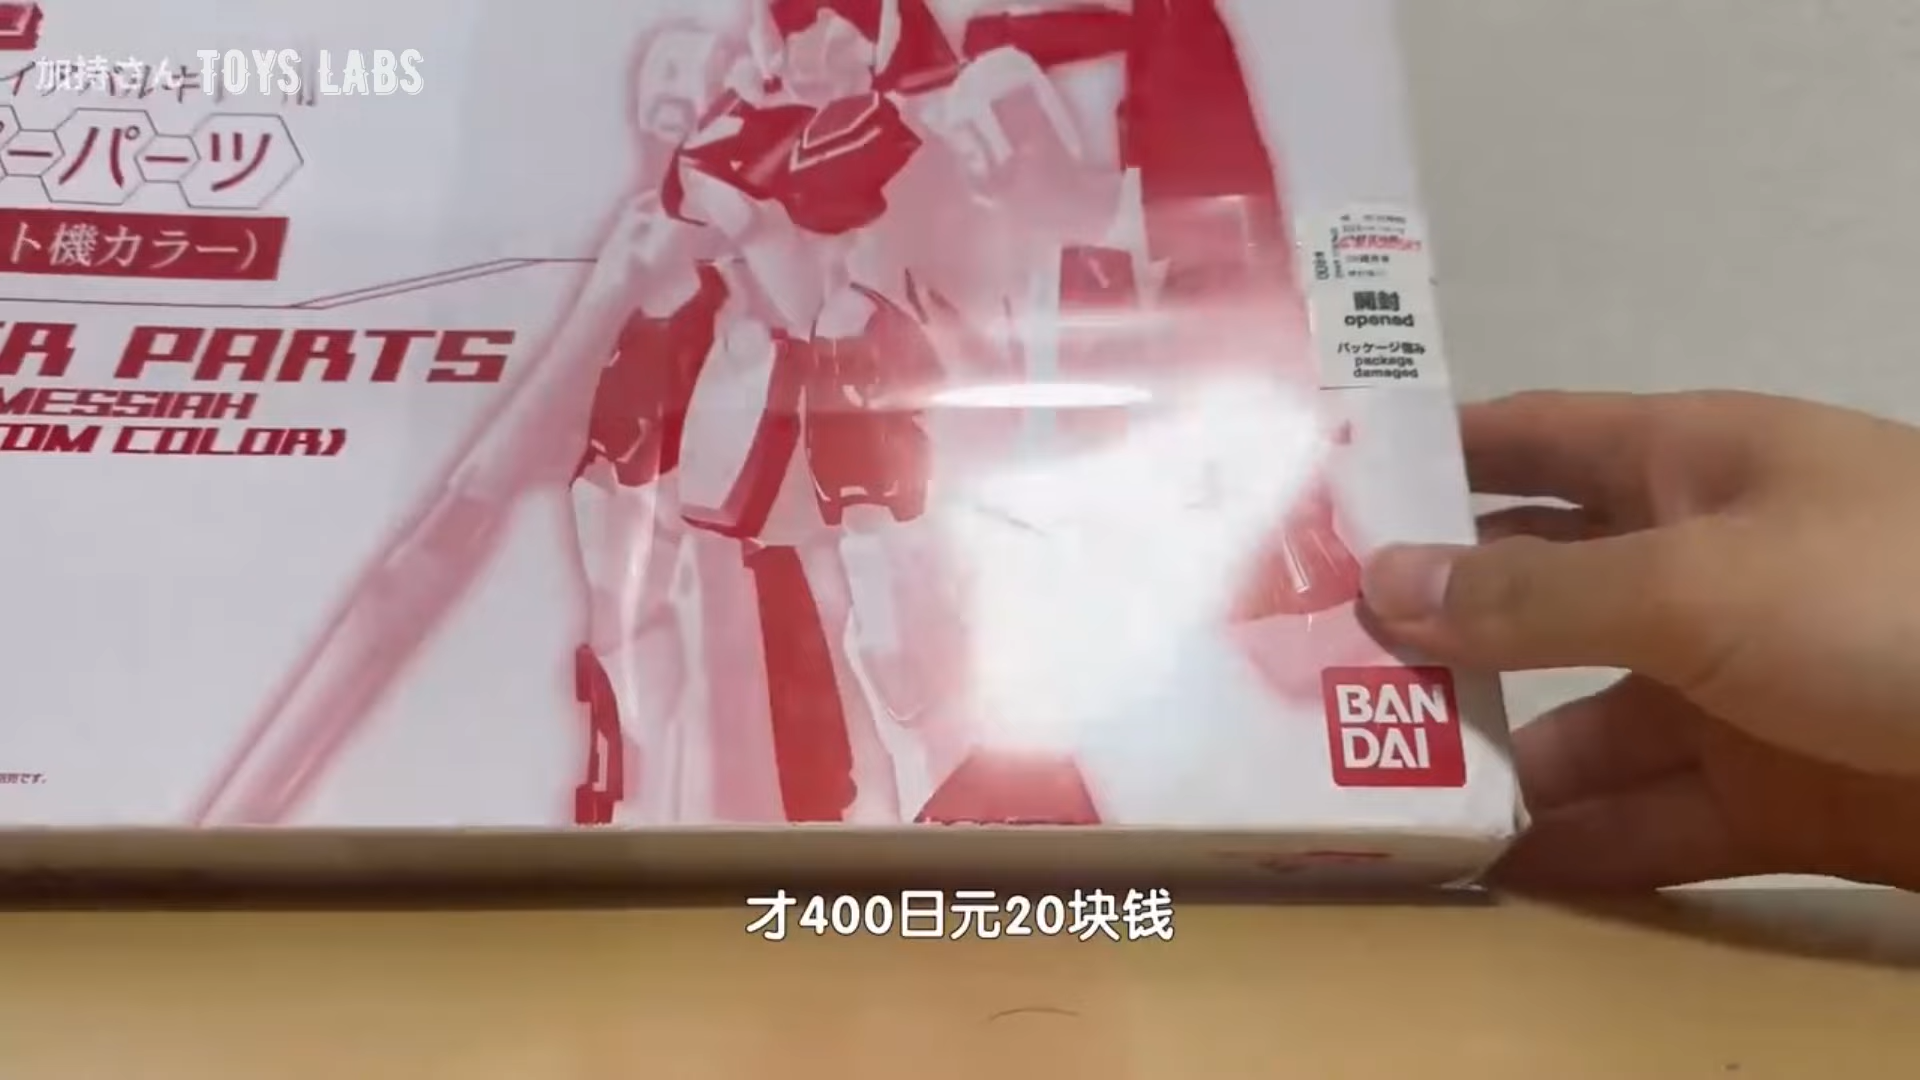 加持さん TOYS LABS
ーパーツ
ト機カラー)
R PARTS
MESSIAH
OM COLOR)
開封
opened
パッケージ傷み
package
damaged
BAN
DAI
才400日元20块钱